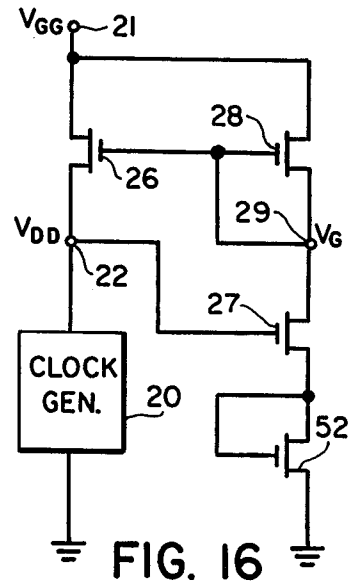 VGG 21
28
26
29 VG
VDD 22
27
CLOCK
GEN.
20
52
FIG. 16